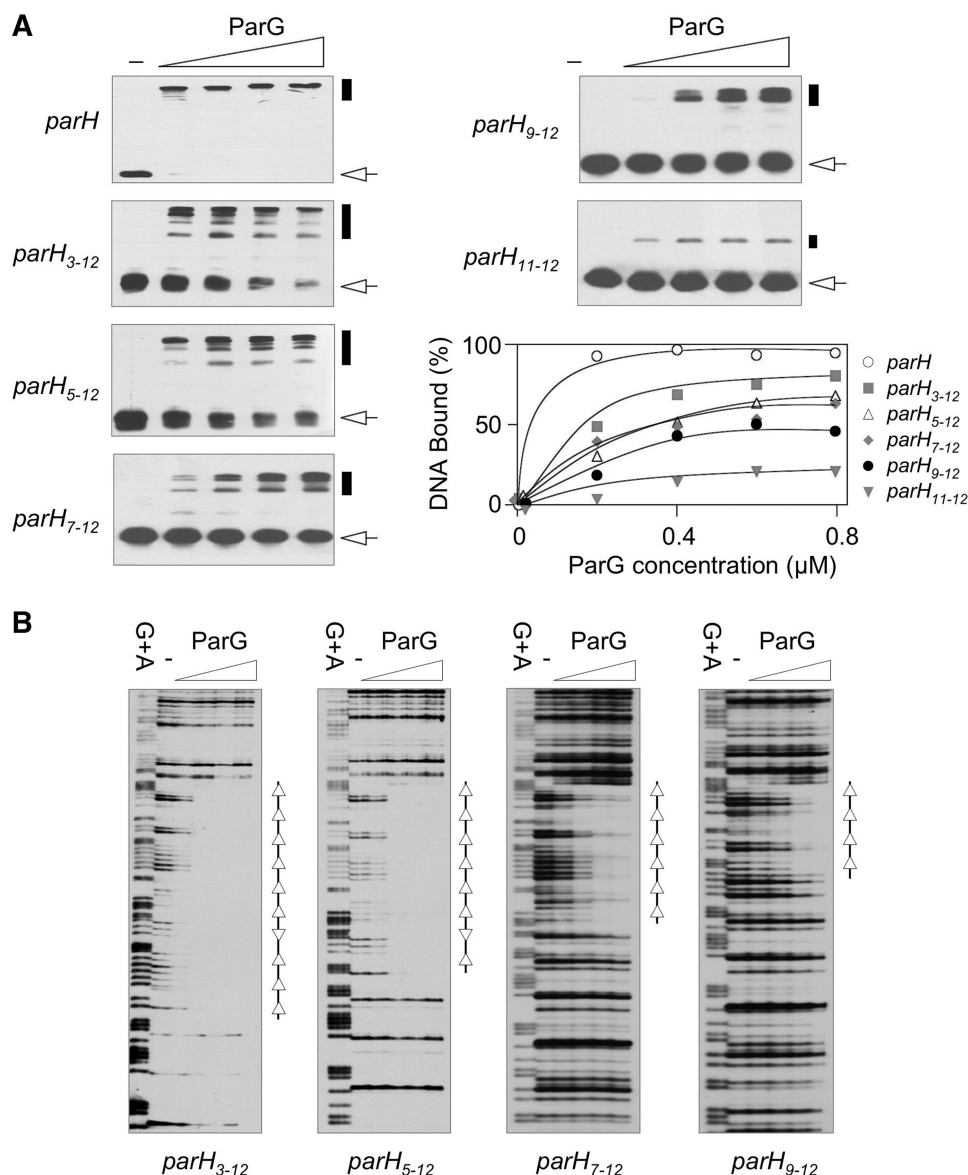 A
ParG
–
parH
parH3-12
parH5-12
parH7-12
ParG
–
parH9-12
parH11-12
DNA Bound (%)
100
50
0
0 0.4 0.8
ParG concentration (µM)
parH
parH3-12
parH5-12
parH7-12
parH9-12
parH11-12
B
G+A - ParG
G+A - ParG
G+A - ParG
G+A - ParG
parH3-12 parH5-12 parH7-12 parH9-12